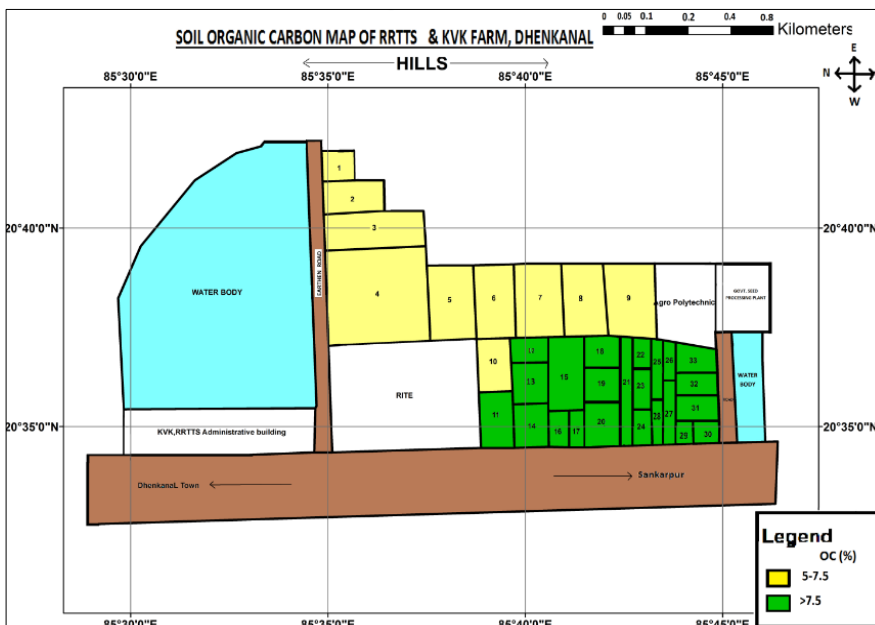 SOIL ORGANIC CARBON MAP OF RRTTS & KVK FARM, DHENKANAL
0 0.05 0.1 0.2 0.4 0.8
Kilometers
HILLS
E
N
W
85°30'0"E 85°35'0"E 85°40'0"E 85°45'0"E
1
2
20°40'0"N 20°40'0"N
3
EARTHEN ROAD
WATER BODY
4
5 6 7 8 9
Agro Polytechnic
GOVT. SEED
PROCESSING PLANT
10
RITE
11
12
13
14
15
16 17
18
19
20
21
22
23
24
25 26
28 27
33
32
31
29 30
ROAD
WATER
BODY
20°35'0"N 20°35'0"N
KVK,RRTTS Administrative building
DhenkanaL Town
Sankarpur
Legend
OC (%)
5-7.5
>7.5
85°30'0"E 85°35'0"E 85°40'0"E 85°45'0"E